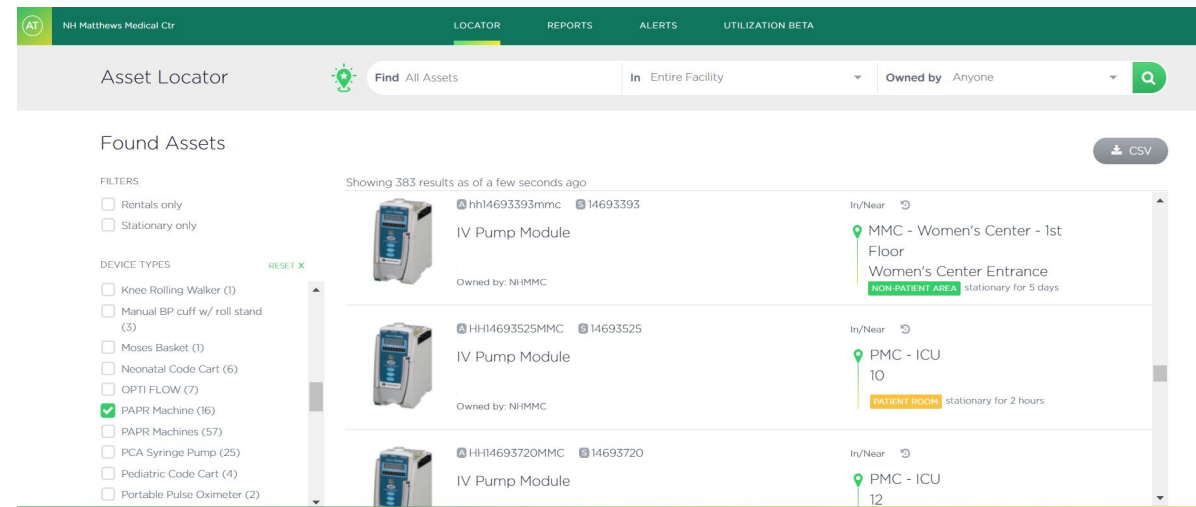 AT NH Matthews Medical Ctr LOCATOR REPORTS ALERTS UTILIZATION BETA
Asset Locator Find All Assets In Entire Facility Owned by Anyone
Found Assets
CSV
FILTERS
Rentals only
Stationary only
DEVICE TYPES RESET X
Knee Rolling Walker (1)
Manual BP cuff w/ roll stand
(3)
Moses Basket (1)
Neonatal Code Cart (6)
OPTI FLOW (7)
PAPR Machine (16)
PAPR Machines (57)
PCA Syringe Pump (25)
Pediatric Code Cart (4)
Portable Pulse Oximeter (2)
Showing 383 results as of a few seconds ago
A hh14693393mmc S 14693393
IV Pump Module
Owned by: NHMMC
In/Near
MMC - Women's Center - 1st
Floor
Women's Center Entrance
NON-PATIENT AREA stationary for 5 days
A HH14693525MMC S 14693525
IV Pump Module
Owned by: NHMMC
In/Near
PMC - ICU
10
PATIENT ROOM stationary for 2 hours
A HH14693720MMC S 14693720
IV Pump Module
In/Near
PMC - ICU
12